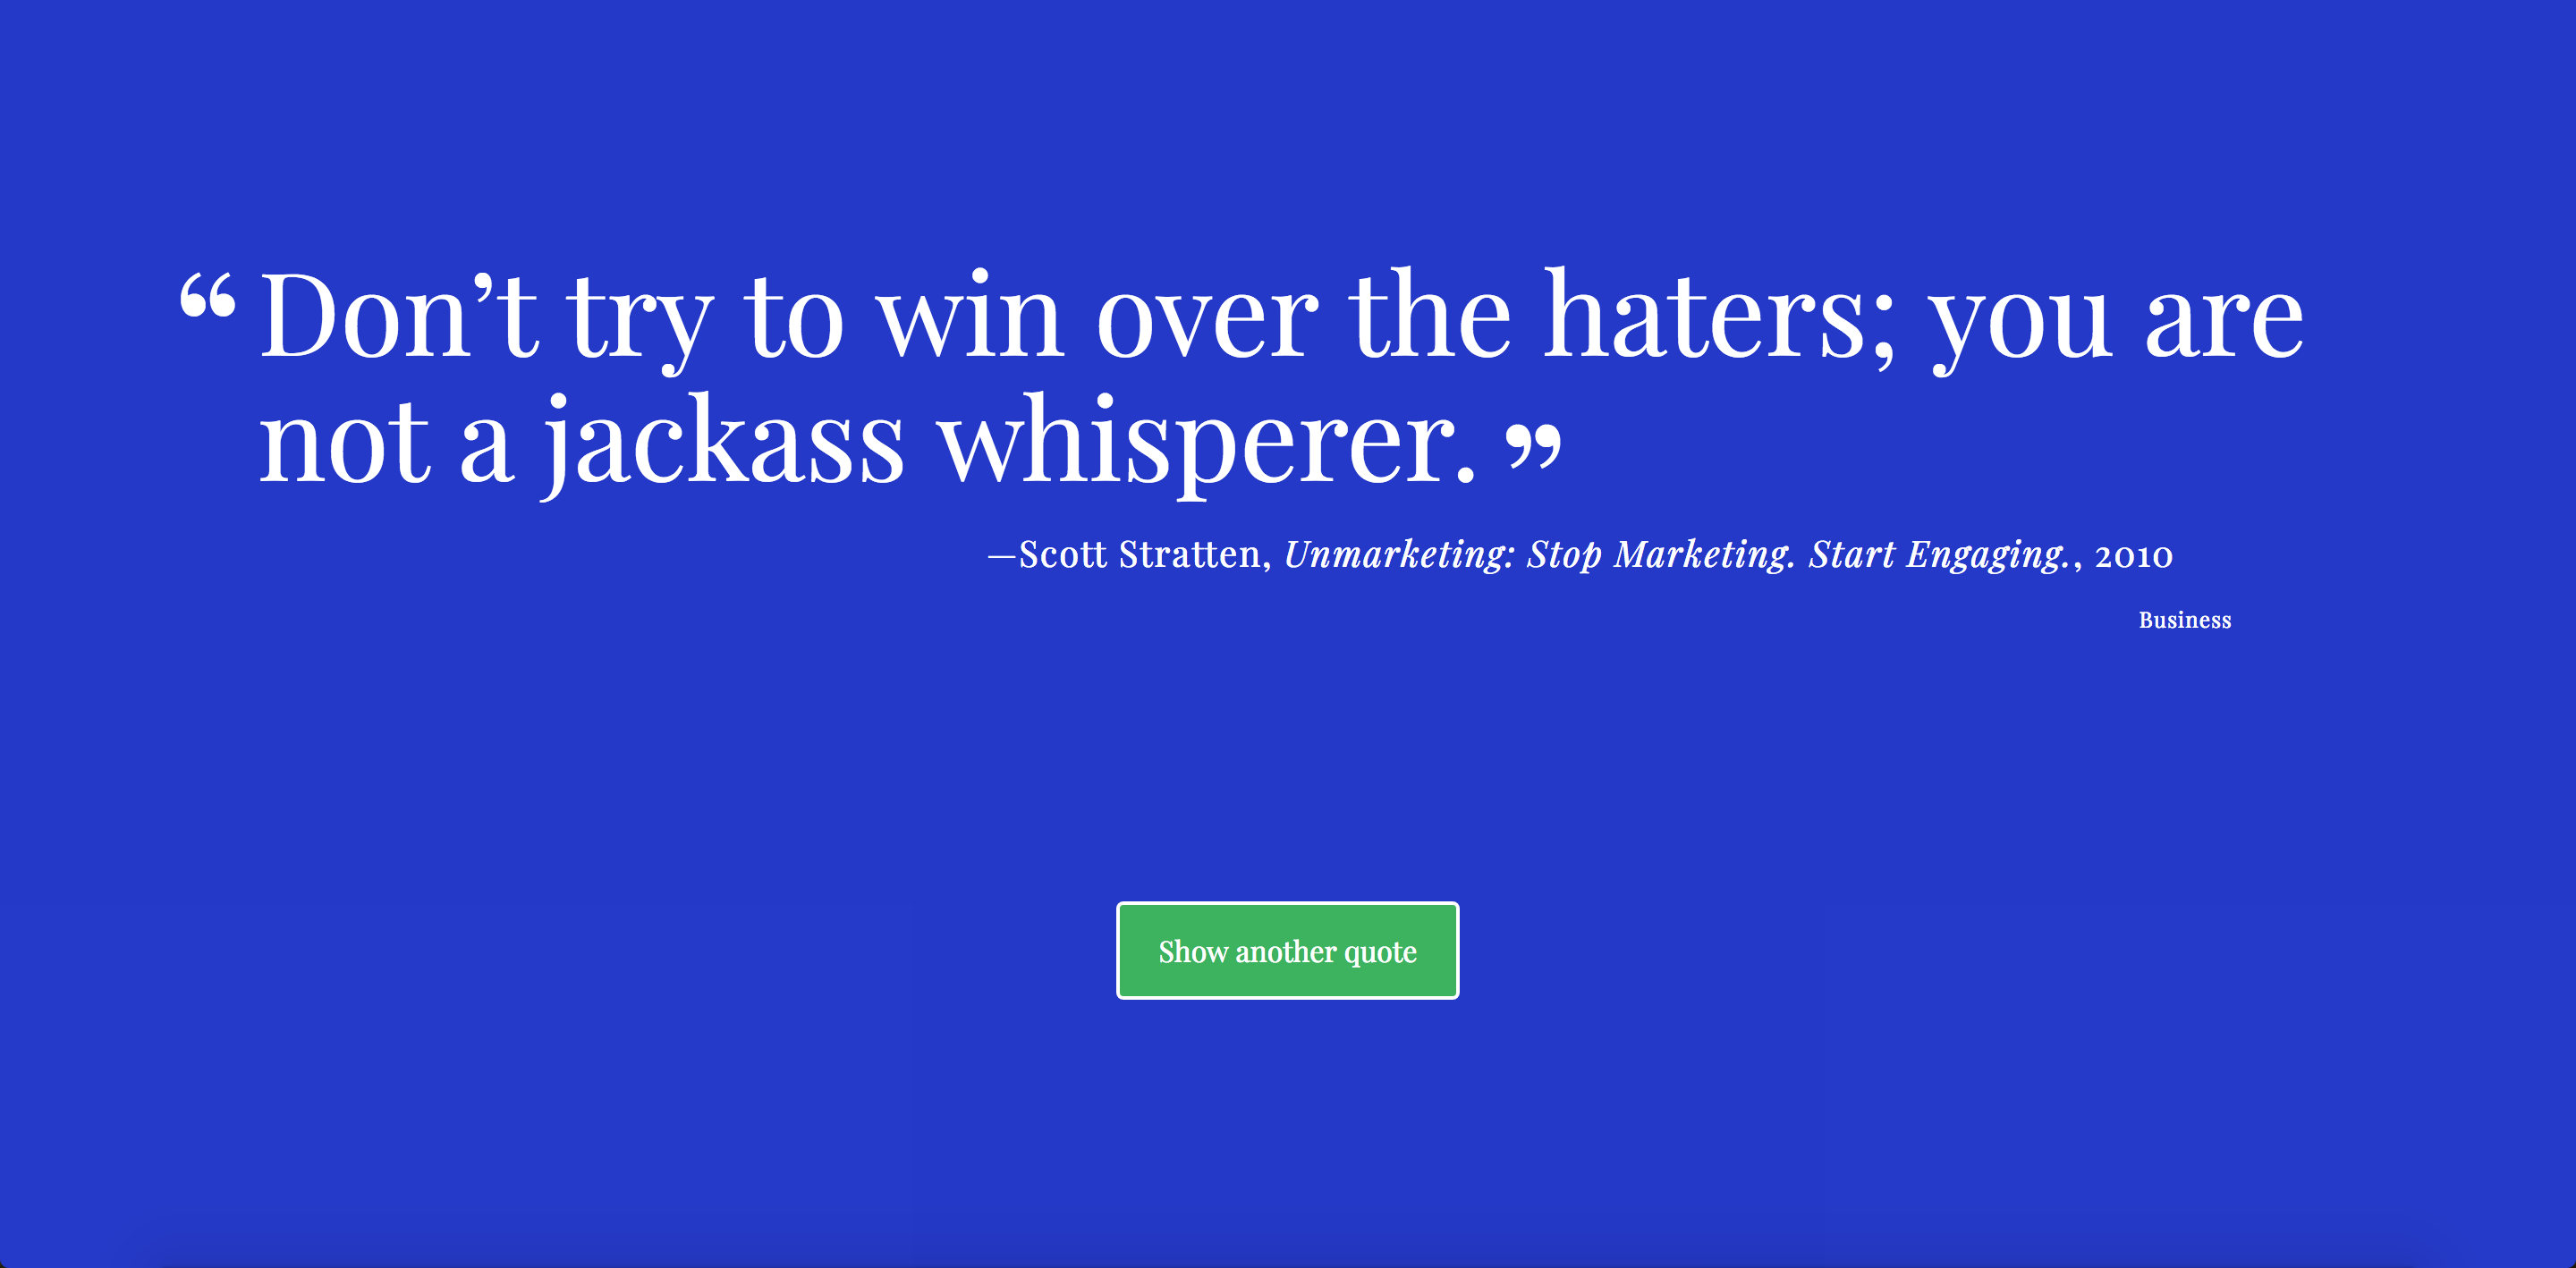 “ Don’t try to win over the haters; you are
not a jackass whisperer. ”
—Scott Stratten, Unmarketing: Stop Marketing. Start Engaging., 2010
Business
Show another quote